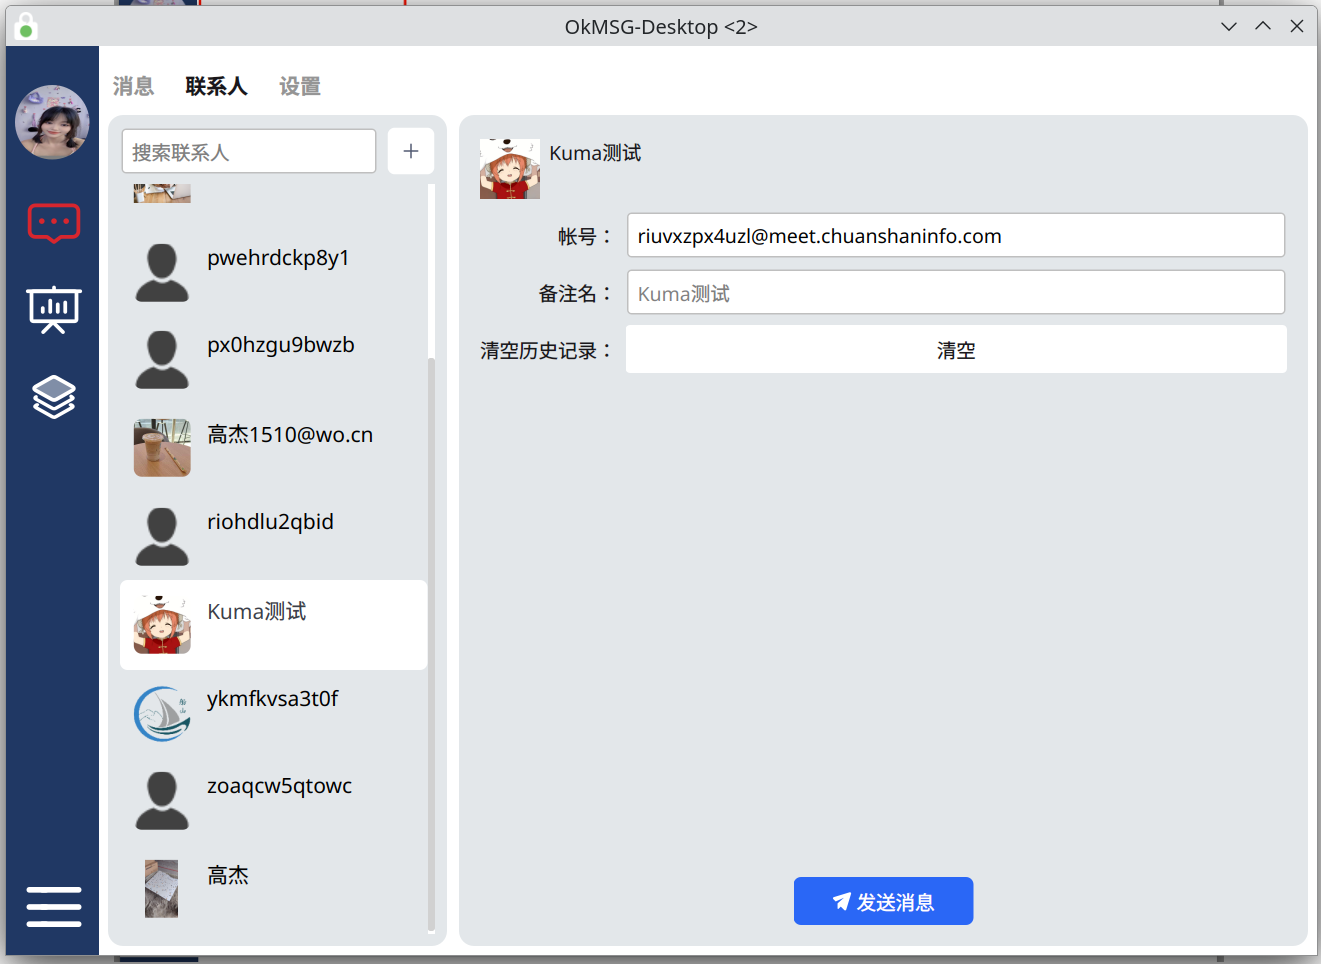 OkMSG-Desktop <2>
消息 联系人 设置
搜索联系人
pwehrdckp8y1
px0hzgu9bwzb
高杰1510@wo.cn
riohdlu2qbid
Kuma测试
ykmfkvsa3t0f
zoaqcw5qtowc
高杰
Kuma测试
帐号： riuvxzpx4uzl@meet.chuanshaninfo.com
备注名： Kuma测试
清空历史记录： 清空
发送消息